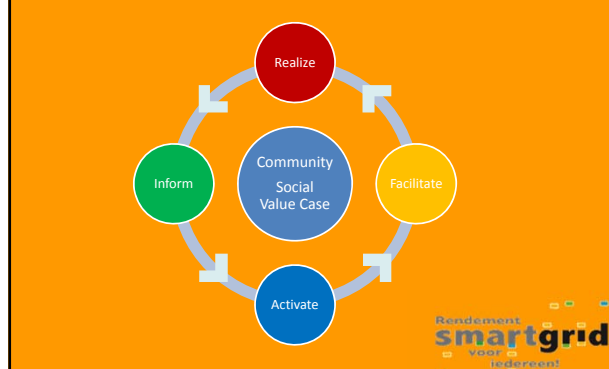 Realize
Community
Social
Value Case
Inform
Facilitate
Activate
Rendement
smartgrid
voor
iedereen!